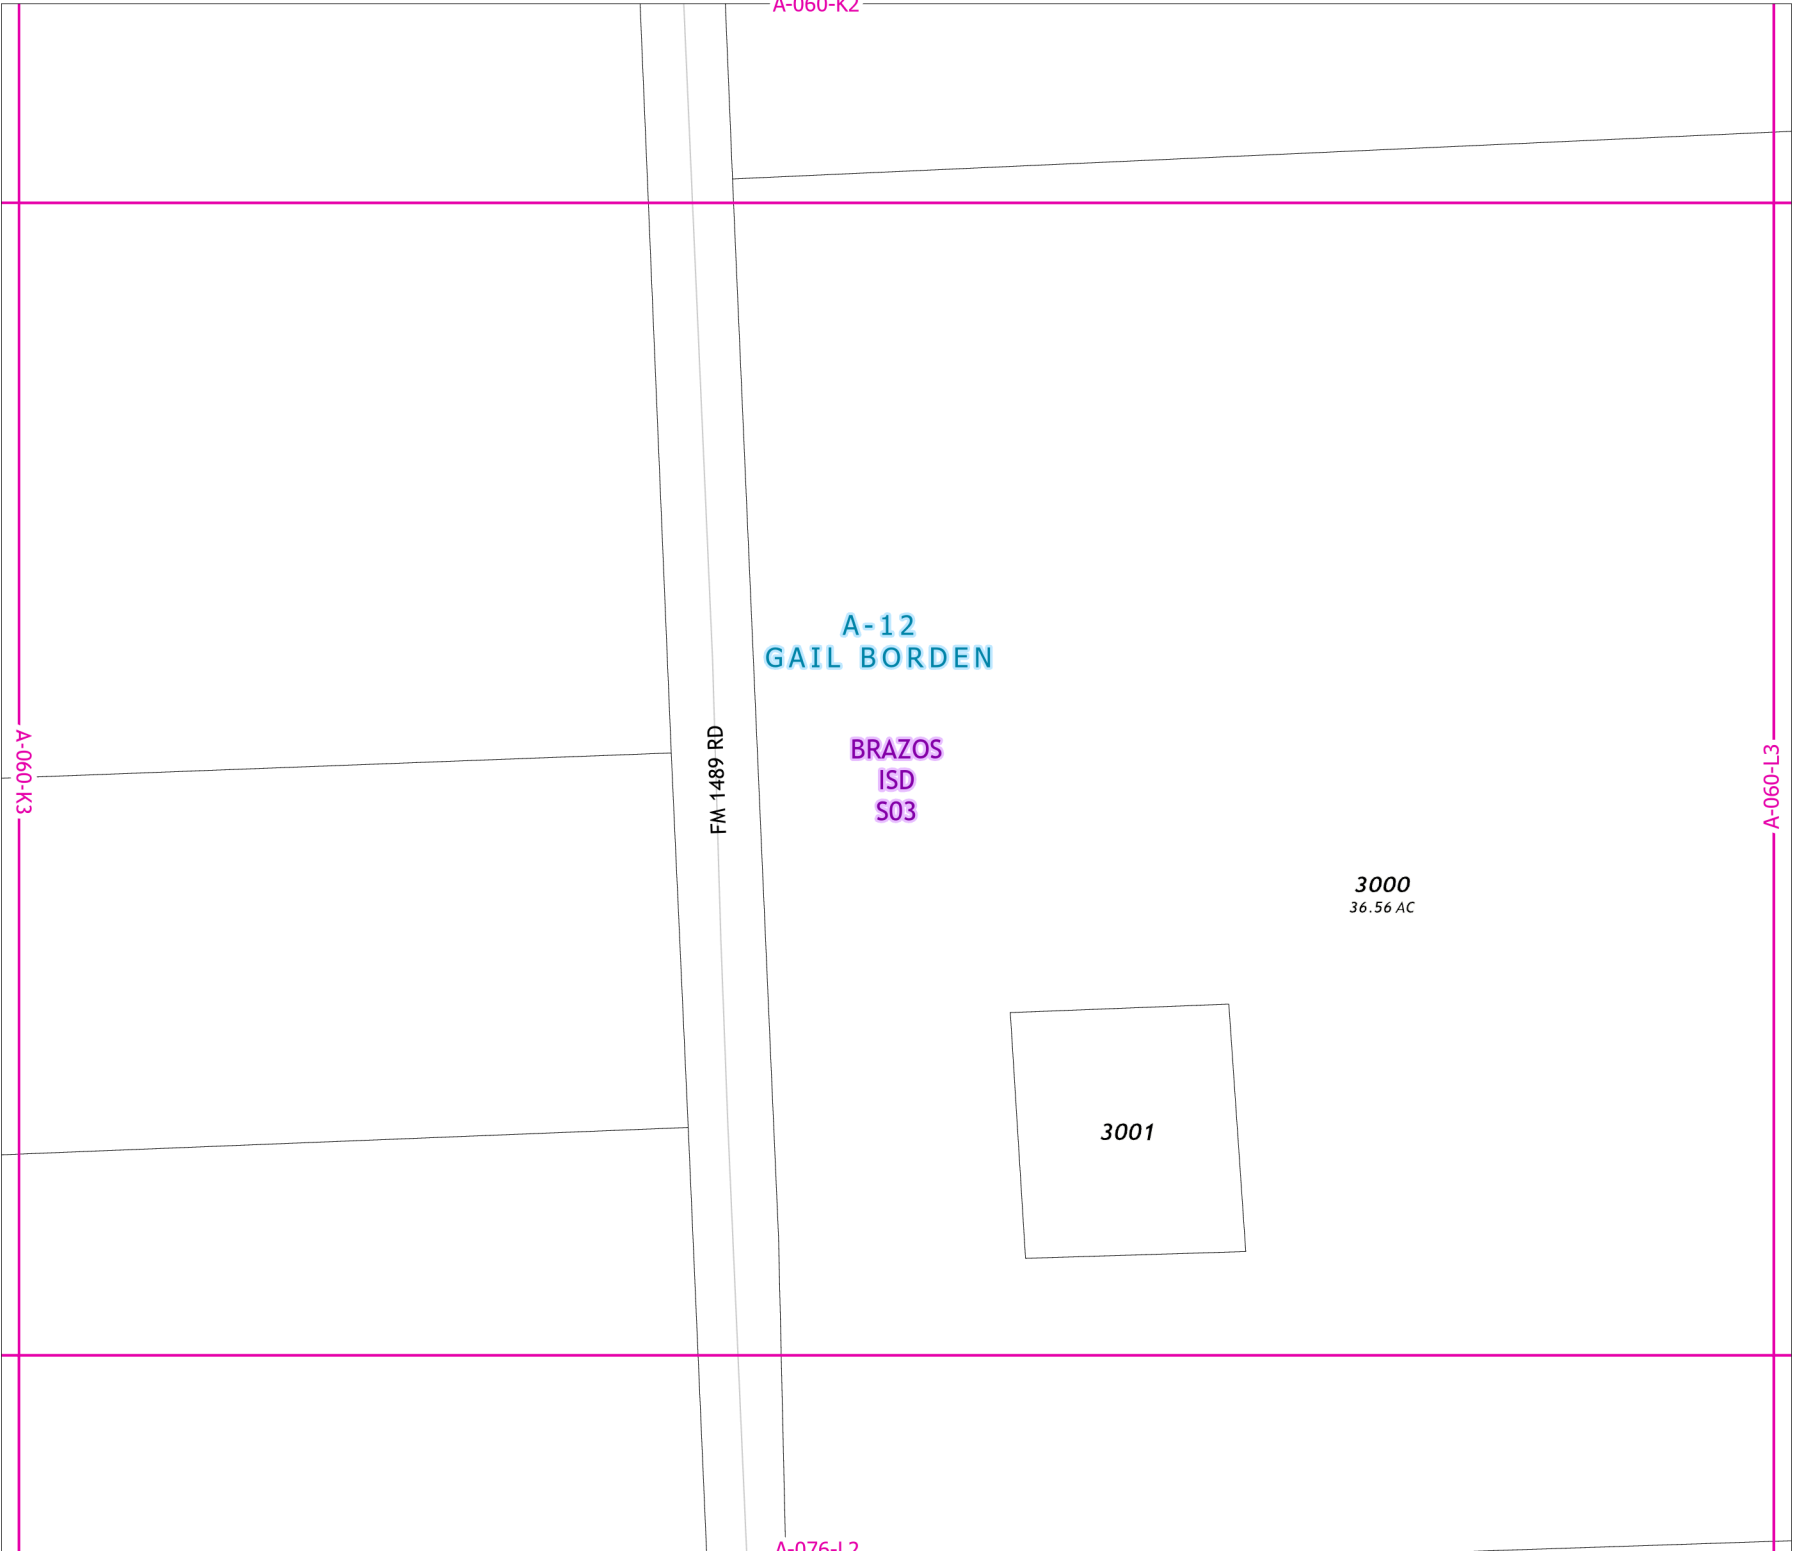 A-060-K2
A-12
GAIL BORDEN
BRAZOS
ISD
S03
FM 1489 RD
A-060-K3
A-060-L3
3000
36.56 AC
3001
A-076-L2